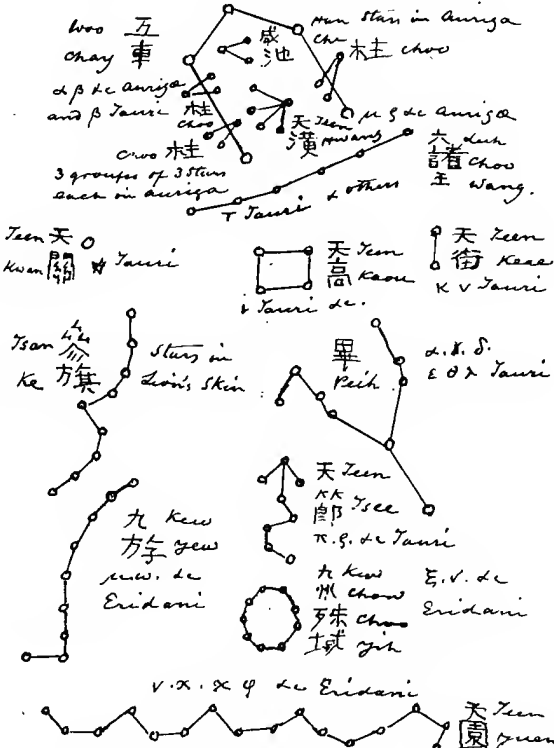 Woo 五
Chay 車
α β &c Aurigæ
and β Tauri
咸池
Hun Stars in Auriga
Che
柱 Choo
柱
Choo
天潢 Teen
Hwang
μ ς &c Aurigæ
Choo 柱
3 groups of 3 Stars
each in Auriga
六 Luh
諸 Choo
王 Wang.
τ Tauri & others
Teen 天
Kwan 關
Tauri
天 Teen
高 Kaou
ι Tauri &c.
天 Teen
街 Keae
κ υ Tauri
Tsan 參
Ke 旗
Stars in
Lion's Skin
畢
Peih
α. γ. δ.
ε θ λ Tauri
九 Kew
斿 Yew
μ. ω. &c
Eridani
天 Teen
節 Tsee
π. ς. &c Tauri
九 Kew
州 Chow
殊 Choo
域 Yih
ξ. ν. &c
Eridani
υ . χ . χ φ &c Eridani
天 Teen
園 Yuen